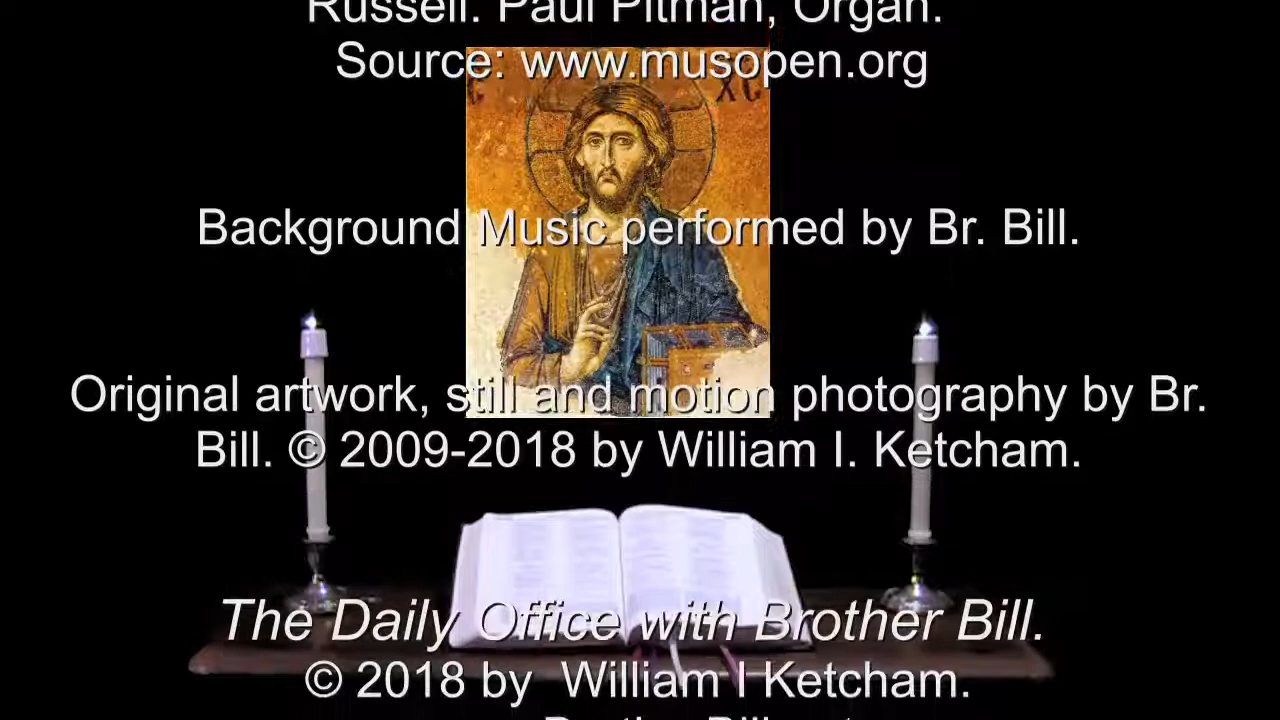 Russell. Paul Pitman, Organ.
Source: www.musopen.org
Background Music performed by Br. Bill.
Original artwork, still and motion photography by Br.
Bill. © 2009-2018 by William I. Ketcham.
The Daily Office with Brother Bill.
© 2018 by William I Ketcham.